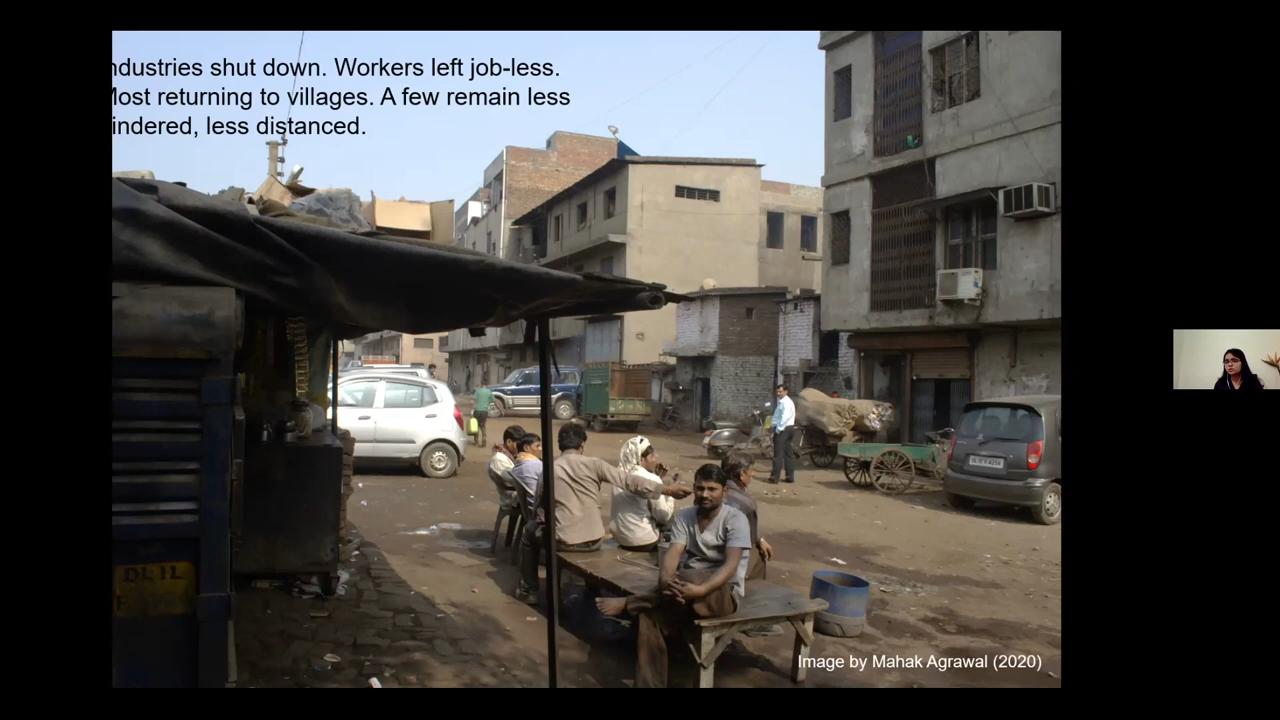 ndustries shut down. Workers left job-less.
Most returning to villages. A few remain less
indered, less distanced.
DL1L
Image by Mahak Agrawal (2020)